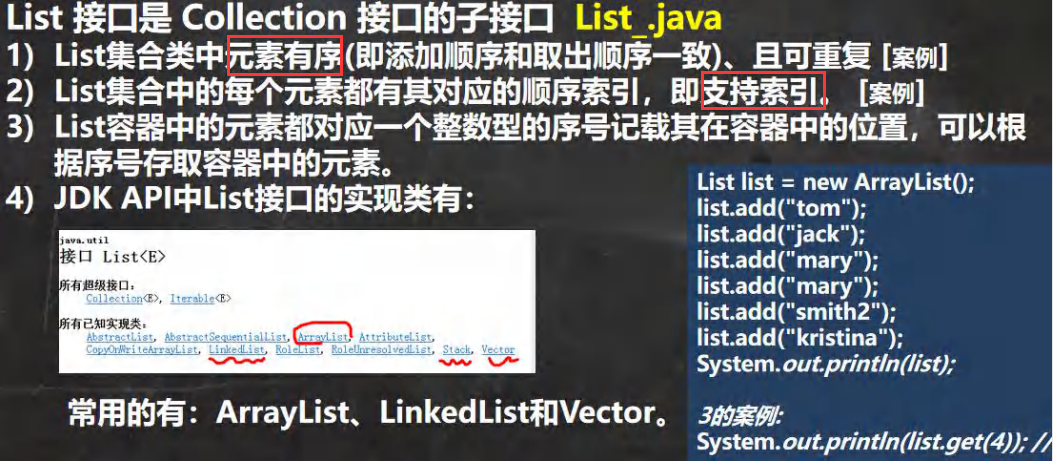 List 接口是 Collection 接口的子接口 List_.java
1) List集合类中元素有序(即添加顺序和取出顺序一致)、且可重复 [案例]
2) List集合中的每个元素都有其对应的顺序索引，即支持索引。 [案例]
3) List容器中的元素都对应一个整数型的序号记载其在容器中的位置，可以根
据序号存取容器中的元素。
4) JDK API中List接口的实现类有：
java.util
接口 List<E>
所有超级接口：
Collection<E>, Iterable<E>
所有已知实现类：
AbstractList, AbstractSequentialList, ArrayList, AttributeList,
CopyOnWriteArrayList, LinkedList, RoleList, RoleUnresolvedList, Stack, Vector
常用的有：ArrayList、LinkedList和Vector。
List list = new ArrayList();
list.add("tom");
list.add("jack");
list.add("mary");
list.add("mary");
list.add("smith2");
list.add("kristina");
System.out.println(list);
3的案例:
System.out.println(list.get(4)); //